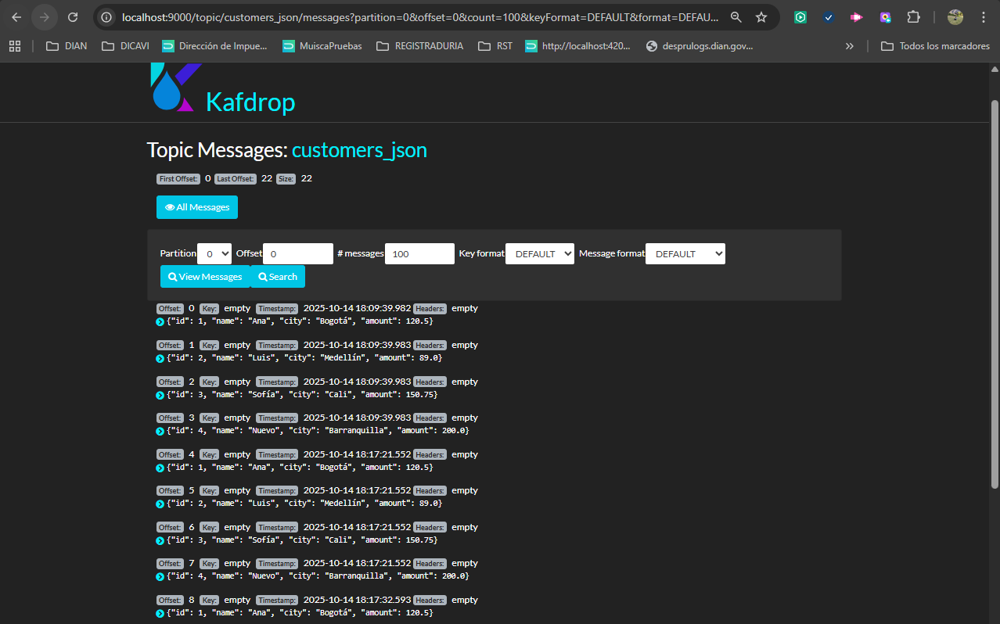 localhost:9000/topic/customers_json/messages?partition=0&offset=0&count=100&keyFormat=DEFAULT&format=DEFAU...
DIAN DICAVI Dirección de Impue... MuiscaPruebas REGISTRADURIA RST http://localhost:420... desprulogs.dian.gov... » Todos los marcadores
Kafdrop
Topic Messages: customers_json
First Offset: 0 Last Offset: 22 Size: 22
All Messages
Partition 0 Offset 0 # messages 100 Key format DEFAULT Message format DEFAULT
View Messages Search
Offset: 0 Key: empty Timestamp: 2025-10-14 18:09:39.982 Headers: empty
{"id": 1, "name": "Ana", "city": "Bogotá", "amount": 120.5}
Offset: 1 Key: empty Timestamp: 2025-10-14 18:09:39.983 Headers: empty
{"id": 2, "name": "Luis", "city": "Medellín", "amount": 89.0}
Offset: 2 Key: empty Timestamp: 2025-10-14 18:09:39.983 Headers: empty
{"id": 3, "name": "Sofía", "city": "Cali", "amount": 150.75}
Offset: 3 Key: empty Timestamp: 2025-10-14 18:09:39.983 Headers: empty
{"id": 4, "name": "Nuevo", "city": "Barranquilla", "amount": 200.0}
Offset: 4 Key: empty Timestamp: 2025-10-14 18:17:21.552 Headers: empty
{"id": 1, "name": "Ana", "city": "Bogotá", "amount": 120.5}
Offset: 5 Key: empty Timestamp: 2025-10-14 18:17:21.552 Headers: empty
{"id": 2, "name": "Luis", "city": "Medellín", "amount": 89.0}
Offset: 6 Key: empty Timestamp: 2025-10-14 18:17:21.552 Headers: empty
{"id": 3, "name": "Sofía", "city": "Cali", "amount": 150.75}
Offset: 7 Key: empty Timestamp: 2025-10-14 18:17:21.552 Headers: empty
{"id": 4, "name": "Nuevo", "city": "Barranquilla", "amount": 200.0}
Offset: 8 Key: empty Timestamp: 2025-10-14 18:17:32.593 Headers: empty
{"id": 1, "name": "Ana", "city": "Bogotá", "amount": 120.5}